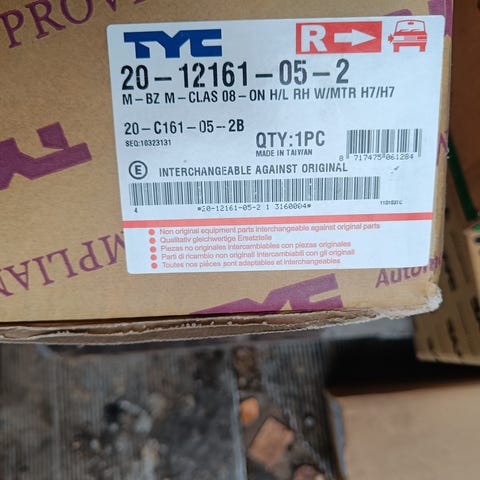 PROVE
TYC
R
20-12161-05-2
M-BZ M-CLAS 08-ON H/L RH W/MTR H7/H7
20-C161-05-2B
SEQ:10323131
QTY:1PC
MADE IN TAIWAN
8 717475 061284
E INTERCHANGEABLE AGAINST ORIGINAL
4 *20-12161-05-2 1 3160004*
Non original equipment parts interchangeable against original parts
Qualitativ gleichwertige Ersatzteile
Piezas no originales intercambiables con piezas originales
Parti di ricambio non originali intercambiabili con gli originali
Toutes nos pièces sont adaptables et interchangeables
MPLIAN
TYC
Autom